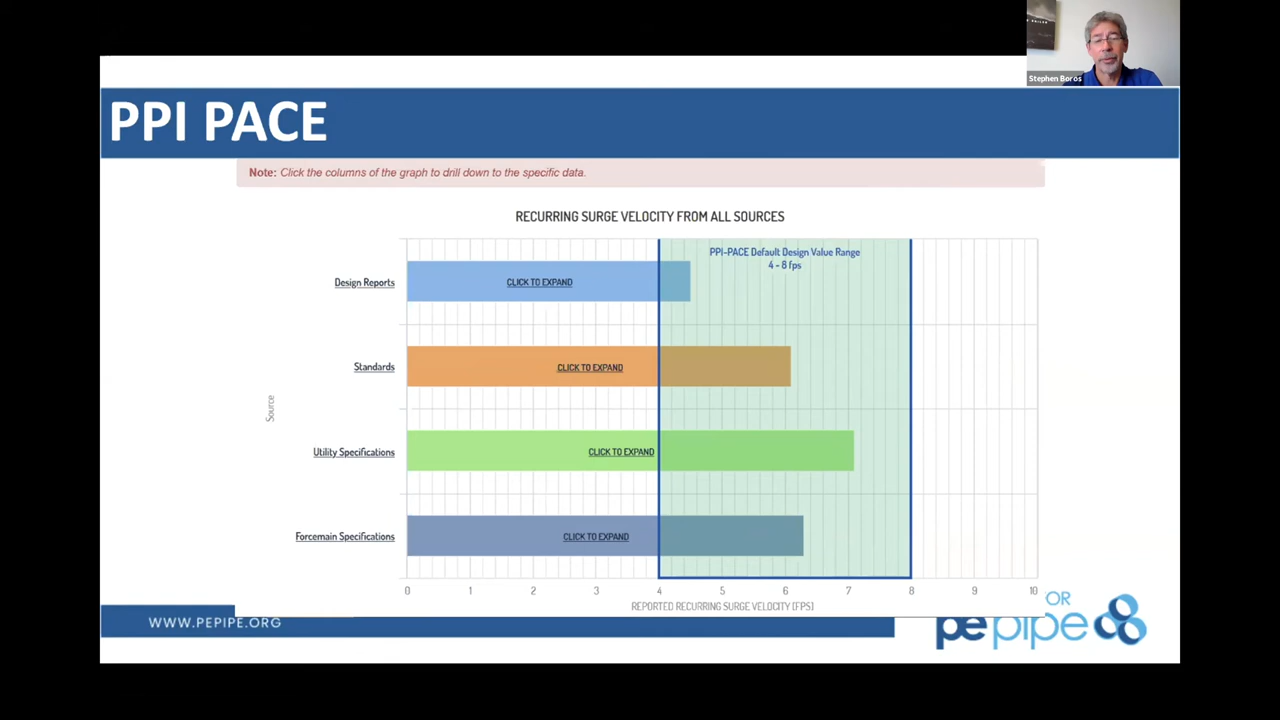 Stephen Boros
PPI PACE
Note: Click the columns of the graph to drill down to the specific data.
RECURRING SURGE VELOCITY FROM ALL SOURCES
PPI-PACE Default Design Value Range
4 - 8 fps
Design Reports
CLICK TO EXPAND
Standards
CLICK TO EXPAND
Source
Utility Specifications
CLICK TO EXPAND
Forcemain Specifications
CLICK TO EXPAND
0 1 2 3 4 5 6 7 8 9 10
REPORTED RECURRING SURGE VELOCITY [FPS]
OR
WWW.PEPIPE.ORG
pepipe